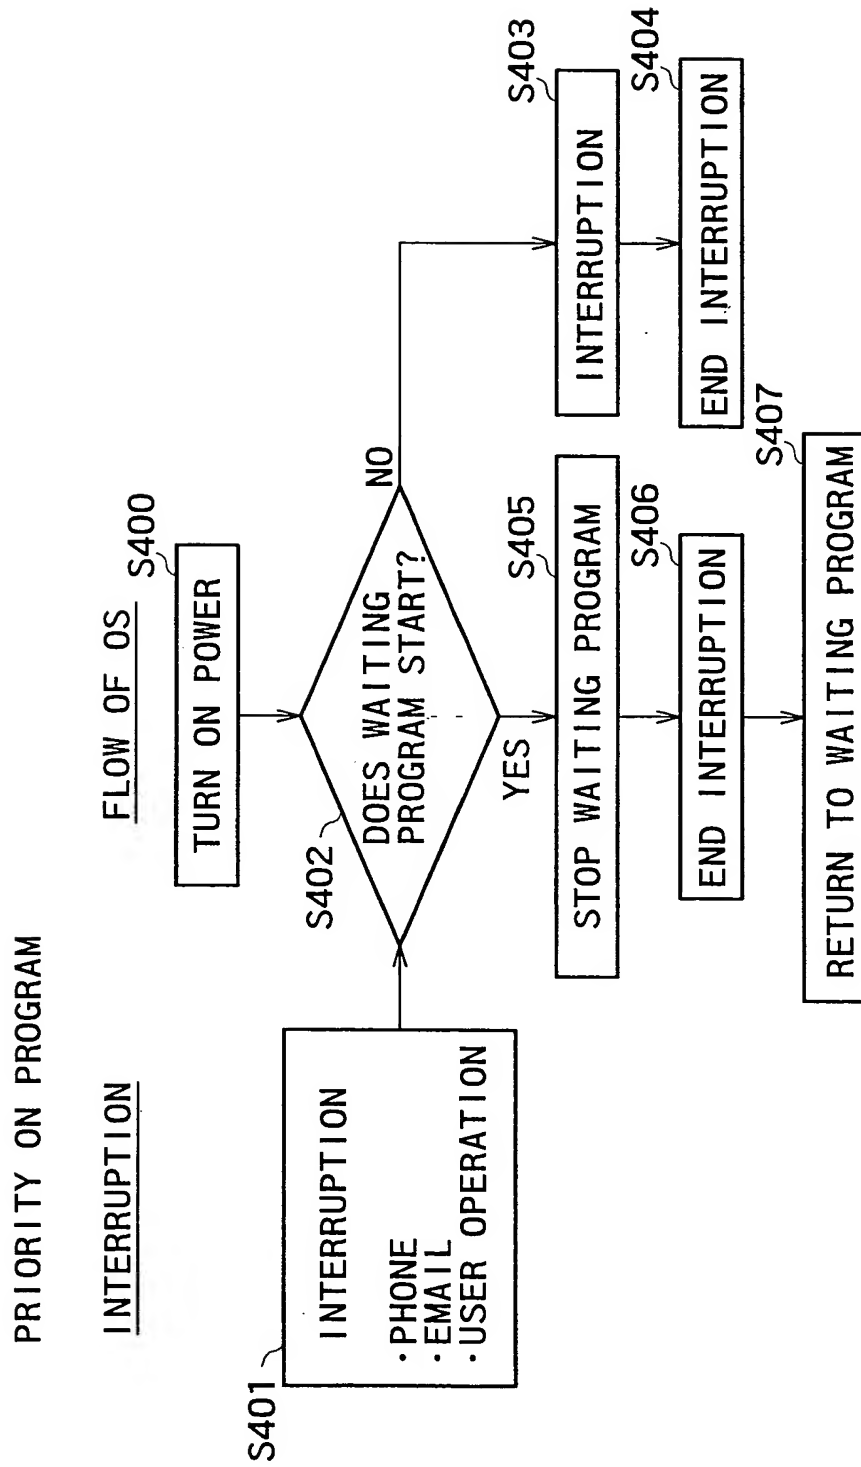 PRIORITY ON PROGRAM
INTERRUPTION
FLOW OF OS
S400
TURN ON POWER
S401
INTERRUPTION
・PHONE
・EMAIL
・USER OPERATION
S402
DOES WAITING
PROGRAM START?
NO
YES
S403
INTERRUPTION
S404
END INTERRUPTION
S405
STOP WAITING PROGRAM
S406
END INTERRUPTION
S407
RETURN TO WAITING PROGRAM